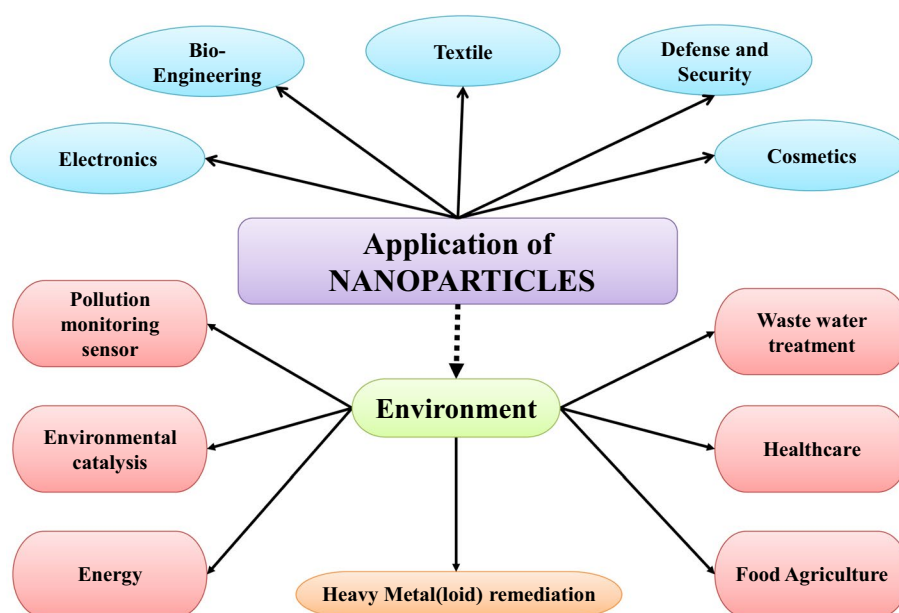 Bio-
Engineering
Textile
Defense and
Security
Electronics
Cosmetics
Application of
NANOPARTICLES
Pollution
monitoring
sensor
Waste water
treatment
Environment
Environmental
catalysis
Healthcare
Energy
Heavy Metal(loid) remediation
Food Agriculture